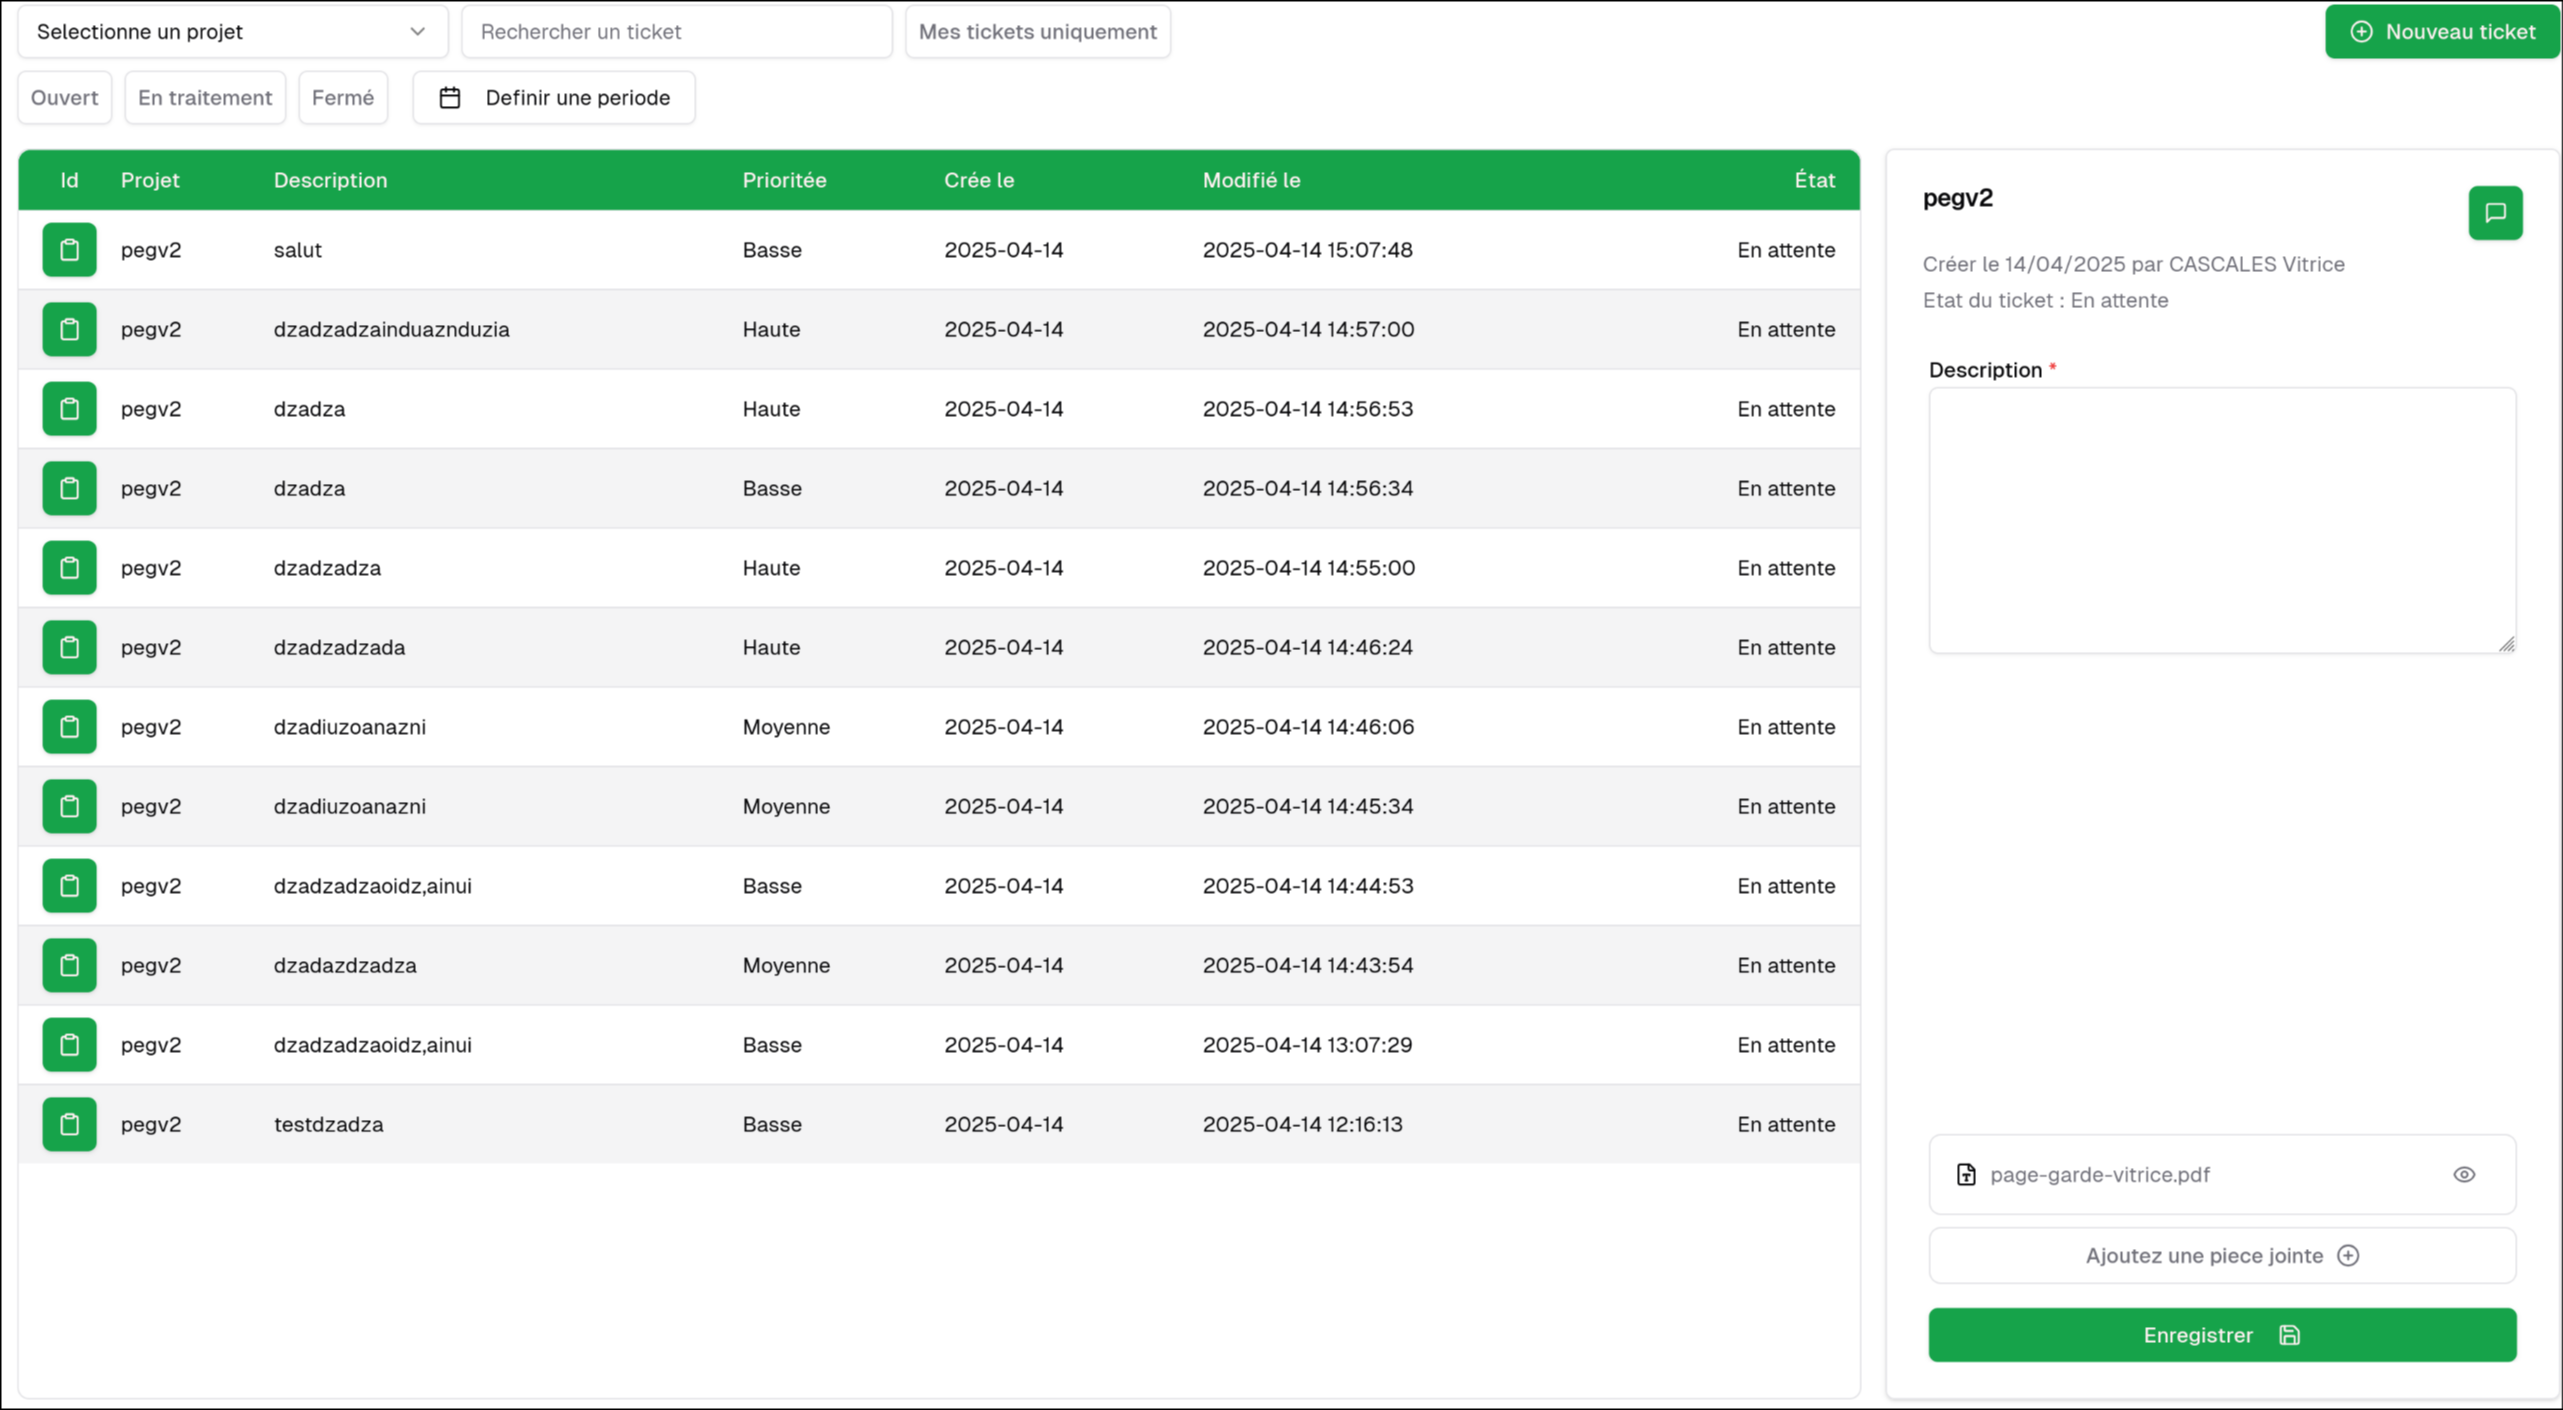 Selectionne un projet
Rechercher un ticket
Mes tickets uniquement
Nouveau ticket
Ouvert
En traitement
Fermé
Definir une periode
Id Projet Description Prioritée Crée le Modifié le État
pegv2 salut Basse 2025-04-14 2025-04-14 15:07:48 En attente
pegv2 dzadzadzainduaznduzia Haute 2025-04-14 2025-04-14 14:57:00 En attente
pegv2 dzadza Haute 2025-04-14 2025-04-14 14:56:53 En attente
pegv2 dzadza Basse 2025-04-14 2025-04-14 14:56:34 En attente
pegv2 dzadzadza Haute 2025-04-14 2025-04-14 14:55:00 En attente
pegv2 dzadzadzada Haute 2025-04-14 2025-04-14 14:46:24 En attente
pegv2 dzadiuzoanazni Moyenne 2025-04-14 2025-04-14 14:46:06 En attente
pegv2 dzadiuzoanazni Moyenne 2025-04-14 2025-04-14 14:45:34 En attente
pegv2 dzadzadzaoidz,ainui Basse 2025-04-14 2025-04-14 14:44:53 En attente
pegv2 dzadazdzadza Moyenne 2025-04-14 2025-04-14 14:43:54 En attente
pegv2 dzadzadzaoidz,ainui Basse 2025-04-14 2025-04-14 13:07:29 En attente
pegv2 testdzadza Basse 2025-04-14 2025-04-14 12:16:13 En attente
pegv2
Créer le 14/04/2025 par CASCALES Vitrice
Etat du ticket : En attente
Description *
page-garde-vitrice.pdf
Ajoutez une piece jointe
Enregistrer